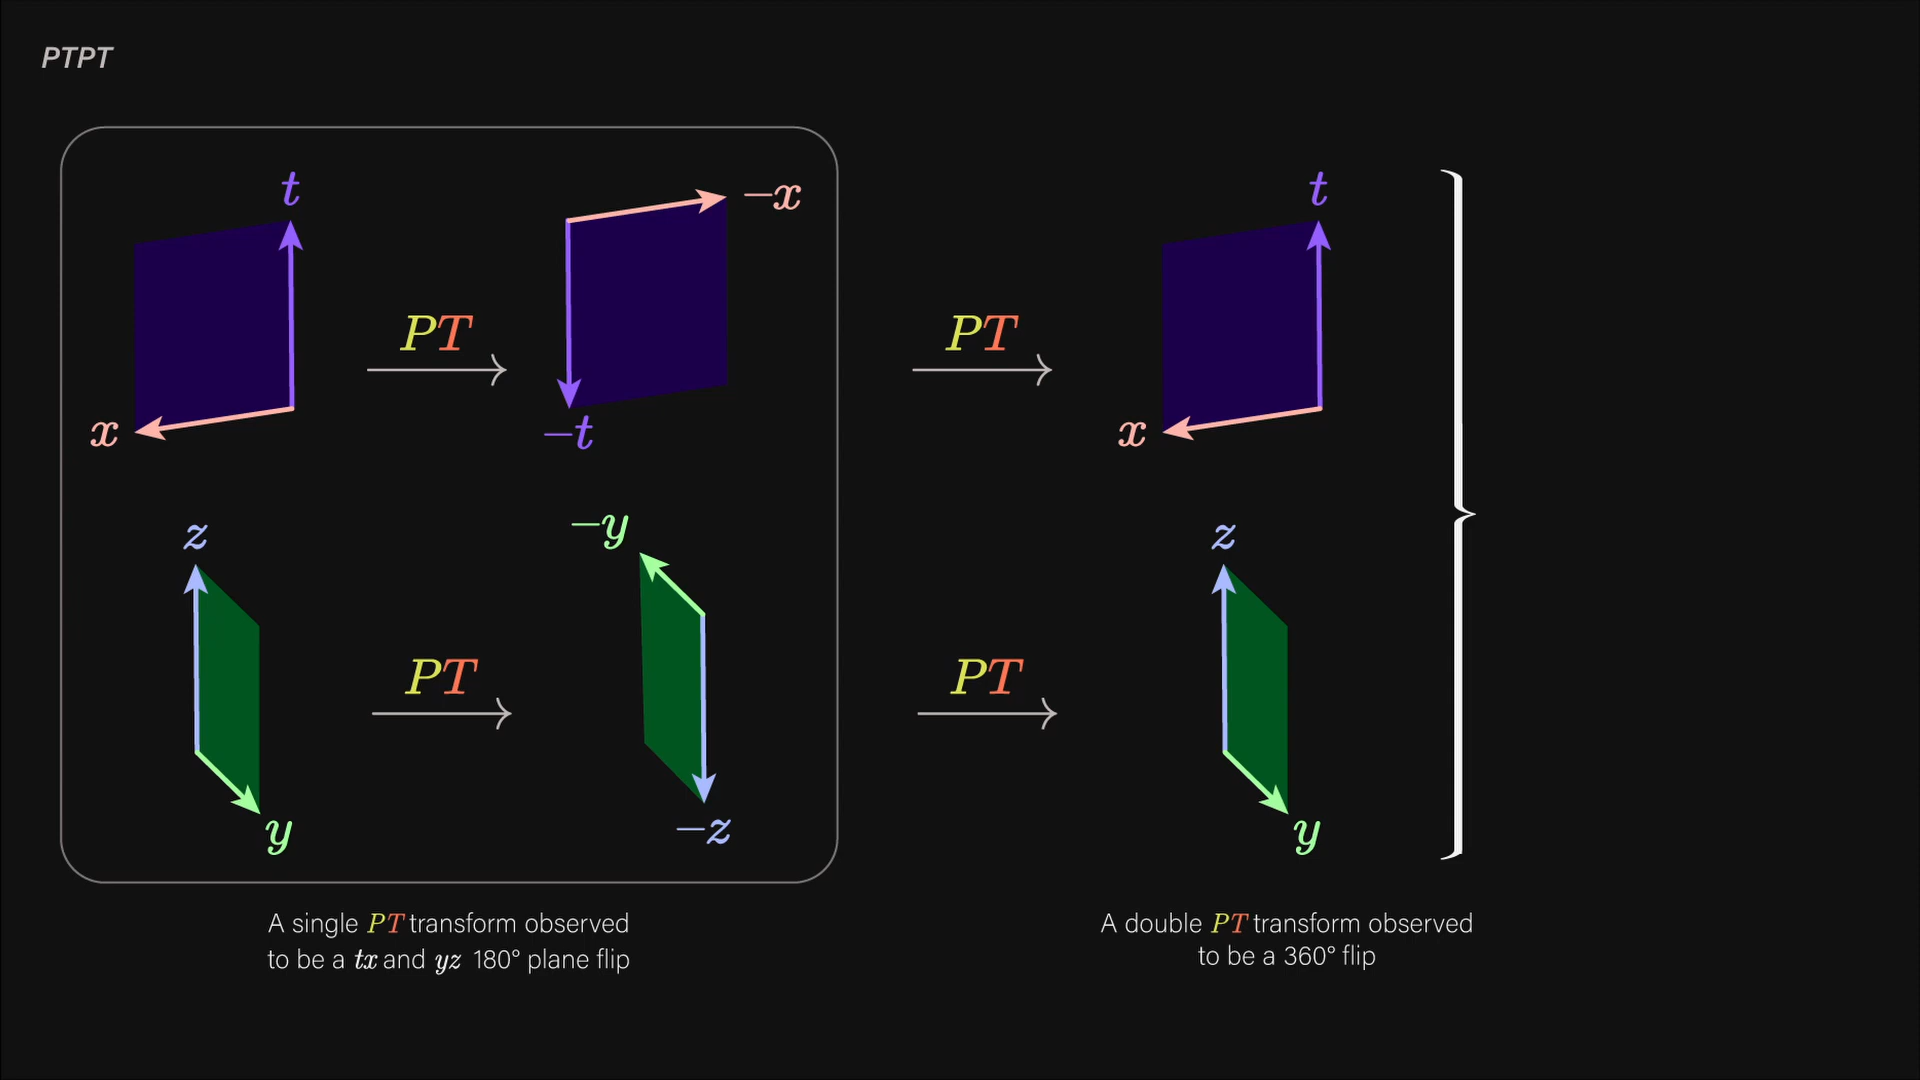 PTPT
t
x
PT
−x
−t
PT
t
x
z
y
PT
−y
−z
PT
z
y
A single PT transform observed
to be a tx and yz 180° plane flip
A double PT transform observed
to be a 360° flip